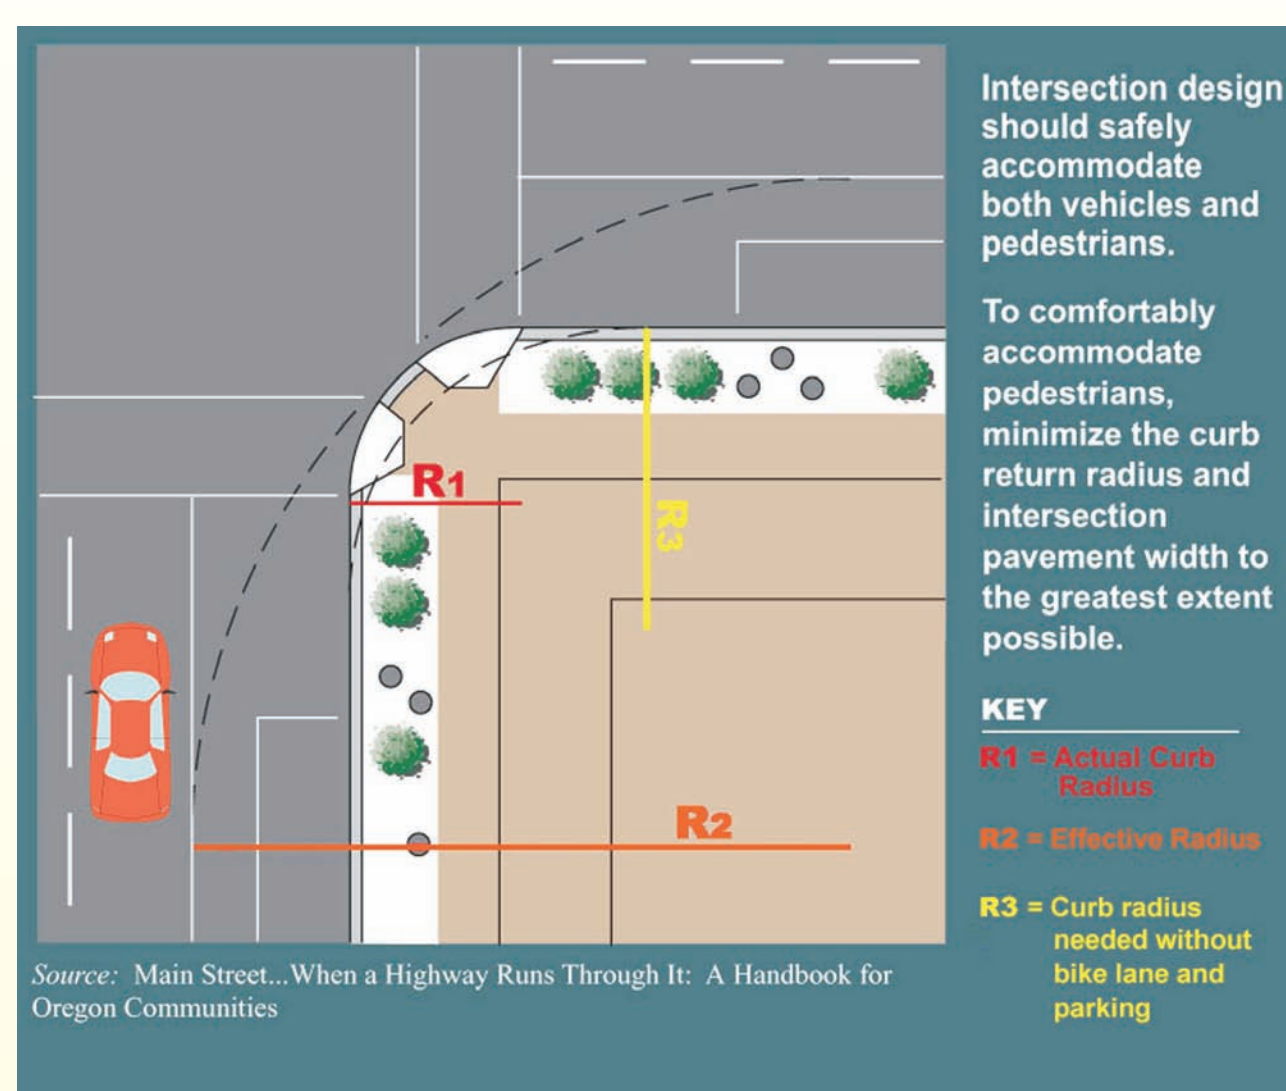 Intersection design
should safely
accommodate
both vehicles and
pedestrians.
To comfortably
accommodate
pedestrians,
minimize the curb
return radius and
intersection
pavement width to
the greatest extent
possible.
KEY
R1 = Actual Curb
Radius
R2 = Effective Radius
R3 = Curb radius
needed without
bike lane and
parking
R1
R3
R2
Source: Main Street...When a Highway Runs Through It: A Handbook for
Oregon Communities